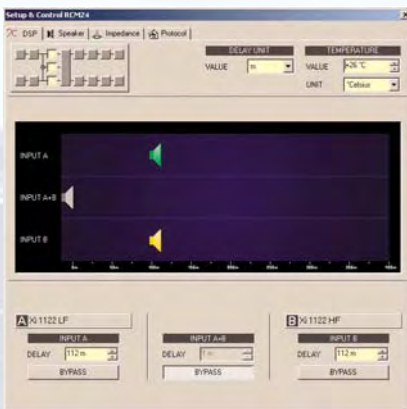 Setup & Control RCM24
DSP Speaker Impedance Protocol
DELAY UNIT TEMPERATURE
VALUE m VALUE +26 °C
UNIT °Celsius
INPUT A
INPUT A+B
INPUT B
A Xi 1122 LF B Xi 1122 HF
INPUT A INPUT A+B INPUT B
DELAY 112 m DELAY DELAY 112 m
BYPASS BYPASS BYPASS